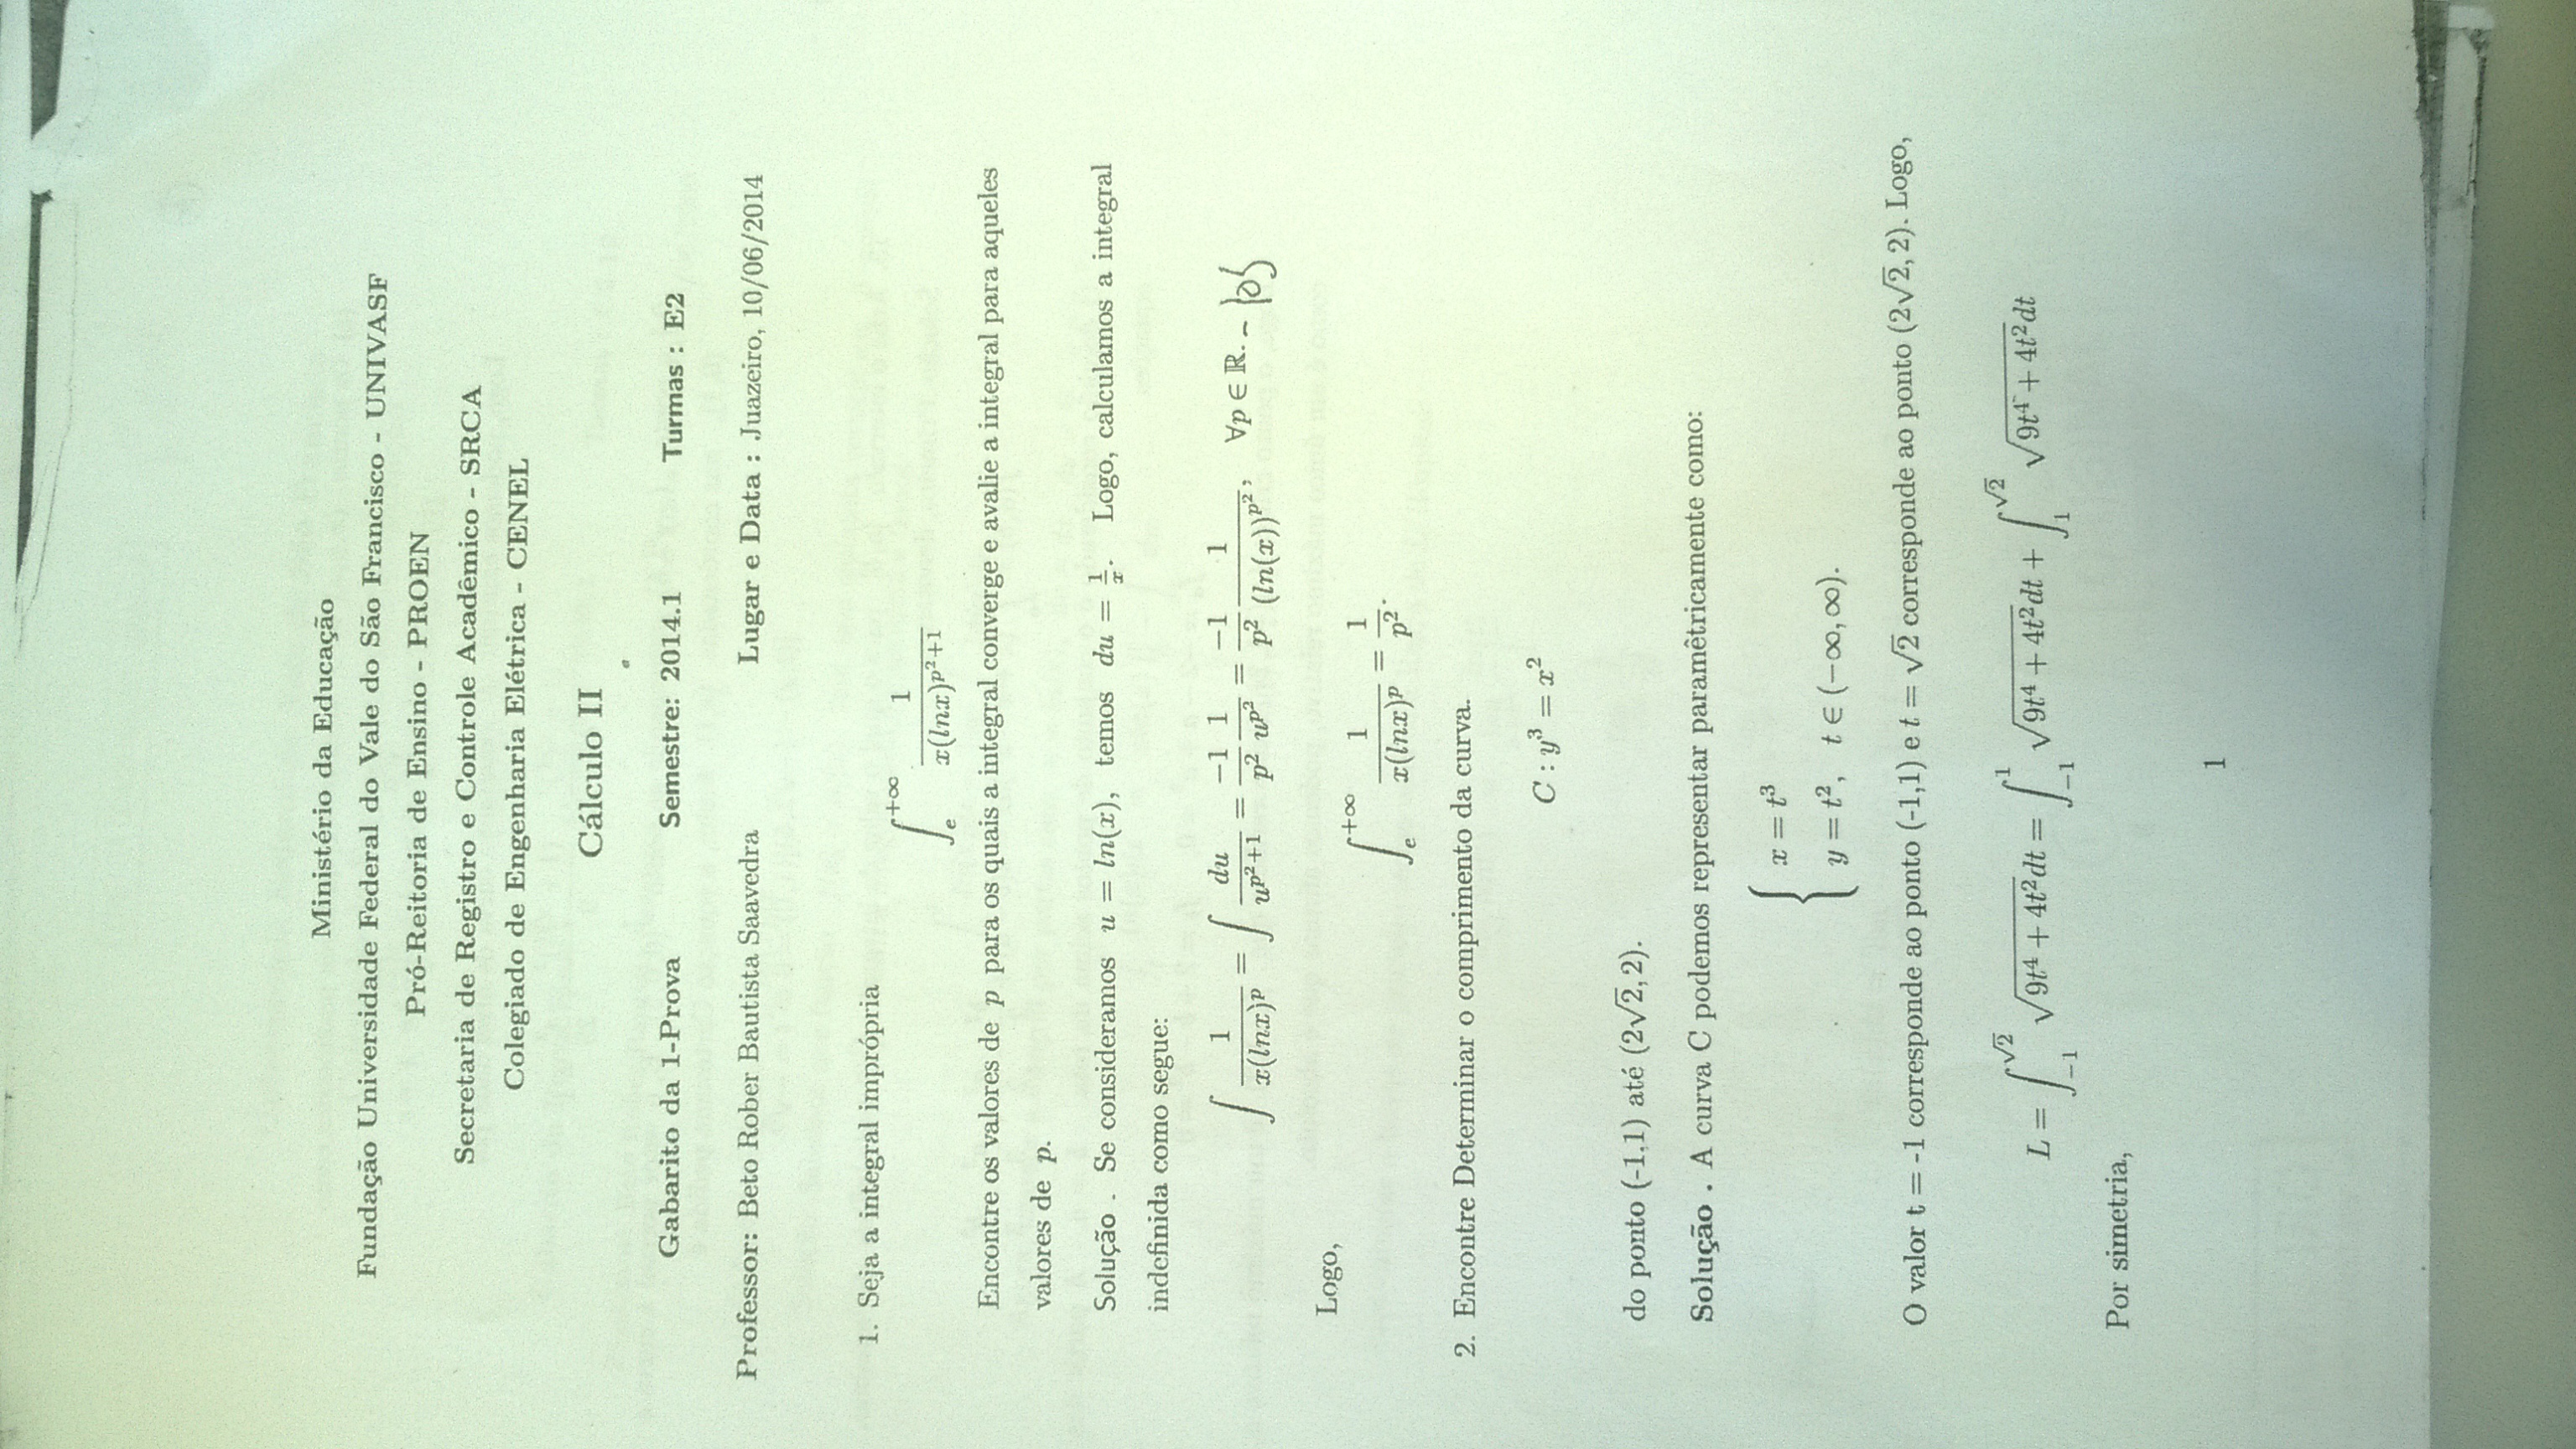 Ministério da Educação
Fundação Universidade Federal do Vale do São Francisco - UNIVASF
Pró-Reitoria de Ensino - PROEN
Secretaria de Registro e Controle Acadêmico - SRCA
Colegiado de Engenharia Elétrica - CENEL
Cálculo II
Gabarito da 1-Prova Semestre: 2014.1 Turmas : E2
Professor: Beto Rober Bautista Saavedra Lugar e Data : Juazeiro, 10/06/2014
1. Seja a integral imprópria
$\int_{e}^{+\infty} \frac{1}{x(lnx)^{p^2+1}}$
Encontre os valores de p para os quais a integral converge e avalie a integral para aqueles
valores de p.
Solução . Se consideramos $u = ln(x)$, temos $du = \frac{1}{x}$. Logo, calculamos a integral
indefinida como segue:
$\int \frac{1}{x(lnx)^p} = \int \frac{du}{u^{p^2+1}} = \frac{-1}{p^2} \frac{1}{u^{p^2}} = \frac{-1}{p^2} \frac{1}{(ln(x))^{p^2}}, \quad \forall p \in \mathbb{R}. - \{0\}$
Logo,
$\int_{e}^{+\infty} \frac{1}{x(lnx)^p} = \frac{1}{p^2}.$
2. Encontre Determinar o comprimento da curva.
$C : y^3 = x^2$
do ponto (-1,1) até $(2\sqrt{2}, 2)$.
Solução . A curva C podemos representar paramêtricamente como:
$x = t^3$
$y = t^2, \quad t \in (-\infty, \infty).$
O valor t = -1 corresponde ao ponto (-1,1) e $t = \sqrt{2}$ corresponde ao ponto $(2\sqrt{2}, 2)$. Logo,
$L = \int_{-1}^{\sqrt{2}} \sqrt{9t^4 + 4t^2}dt = \int_{-1}^{1} \sqrt{9t^4 + 4t^2}dt + \int_{1}^{\sqrt{2}} \sqrt{9t^4 + 4t^2}dt$
Por simetria,
1